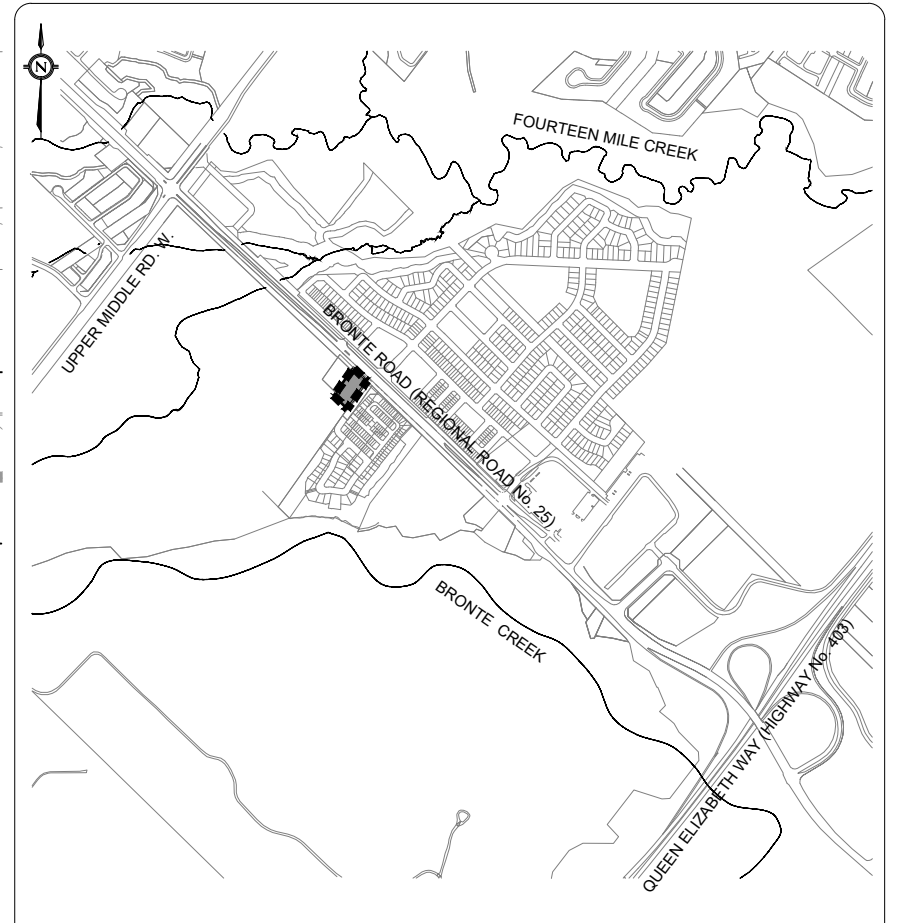 N
FOURTEEN MILE CREEK
UPPER MIDDLE RD. W.
BRONTE ROAD (REGIONAL ROAD No. 25)
BRONTE CREEK
QUEEN ELIZABETH WAY (HIGHWAY No. 403)